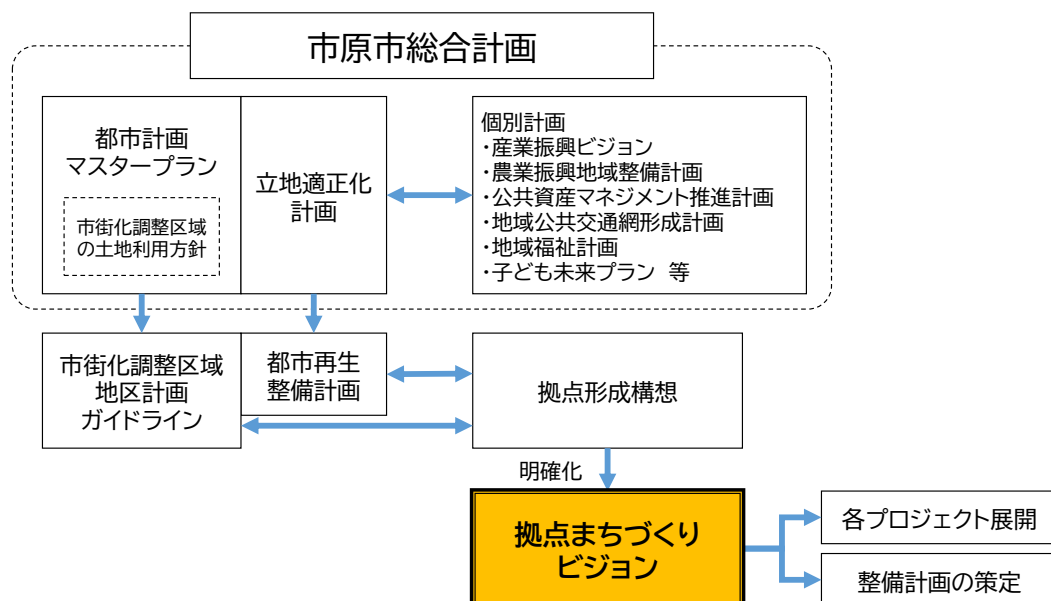 市原市総合計画
都市計画
マスタープラン
市街化調整区域
の土地利用方針
立地適正化
計画
個別計画
・産業振興ビジョン
・農業振興地域整備計画
・公共資産マネジメント推進計画
・地域公共交通網形成計画
・地域福祉計画
・子ども未来プラン 等
市街化調整区域
地区計画
ガイドライン
都市再生
整備計画
拠点形成構想
明確化
拠点まちづくり
ビジョン
各プロジェクト展開
整備計画の策定